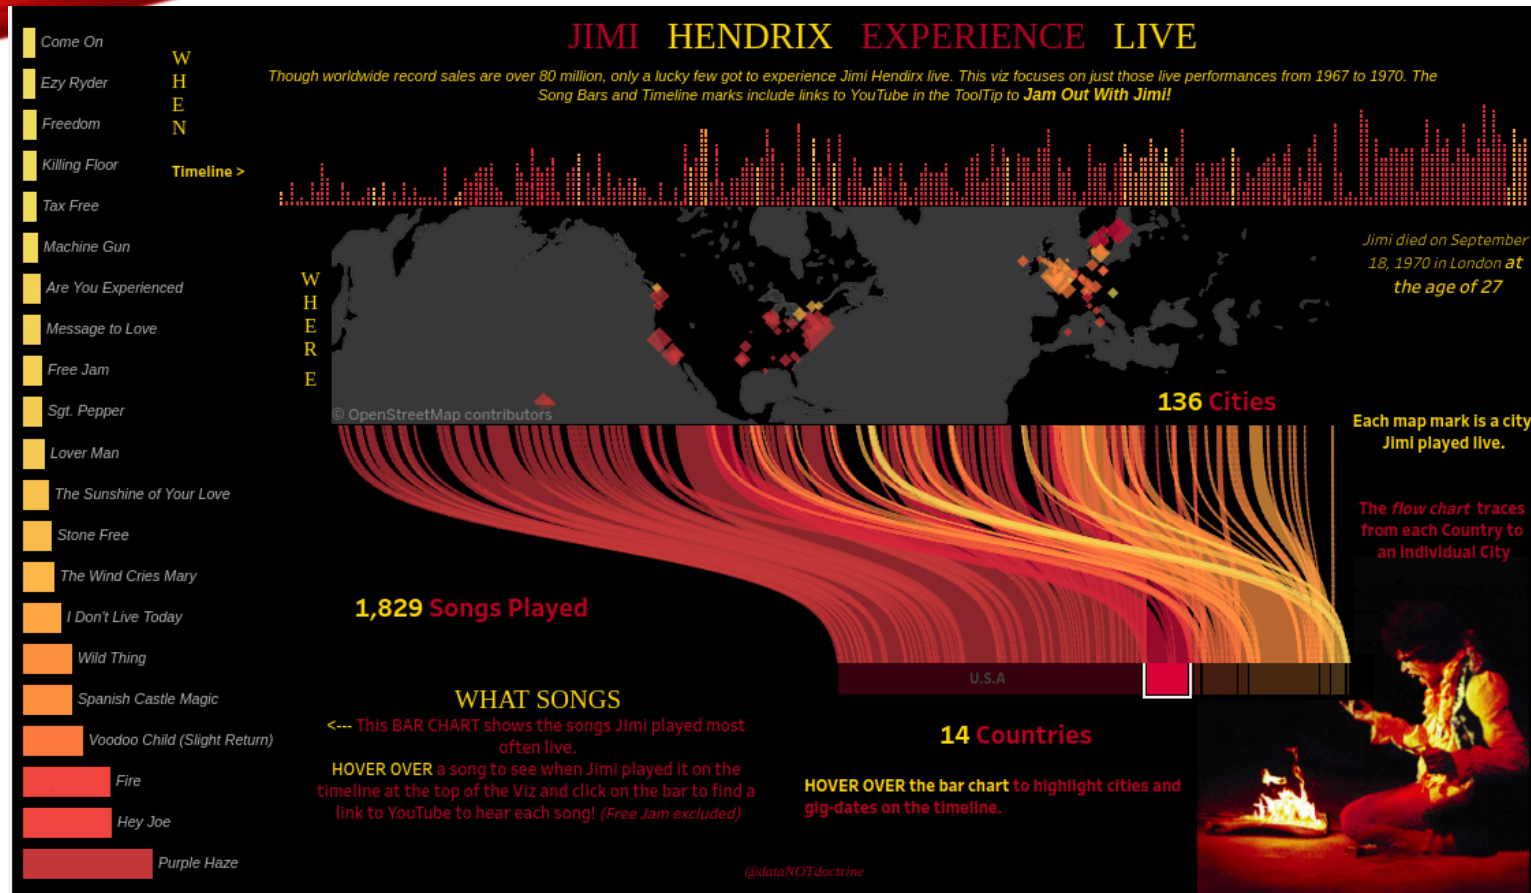 JIMI HENDRIX EXPERIENCE LIVE
Though worldwide record sales are over 80 million, only a lucky few got to experience Jimi Hendirx live. This viz focuses on just those live performances from 1967 to 1970. The
Song Bars and Timeline marks include links to YouTube in the ToolTip to Jam Out With Jimi!
WHEN
Timeline >
Come On
Ezy Ryder
Freedom
Killing Floor
Tax Free
Machine Gun
Are You Experienced
Message to Love
Free Jam
Sgt. Pepper
Lover Man
The Sunshine of Your Love
Stone Free
The Wind Cries Mary
I Don't Live Today
Wild Thing
Spanish Castle Magic
Voodoo Child (Slight Return)
Fire
Hey Joe
Purple Haze
WHERE
© OpenStreetMap contributors
Jimi died on September
18, 1970 in London at
the age of 27
136 Cities
Each map mark is a city
Jimi played live.
The flow chart traces
from each Country to
an individual City
1,829 Songs Played
U.S.A
WHAT SONGS
<--- This BAR CHART shows the songs JImi played most
often live.
HOVER OVER a song to see when Jimi played it on the
timeline at the top of the Viz and click on the bar to find a
link to YouTube to hear each song! (Free Jam excluded)
14 Countries
HOVER OVER the bar chart to highlight cities and
gig-dates on the timeline.
@dataNOTdoctrine